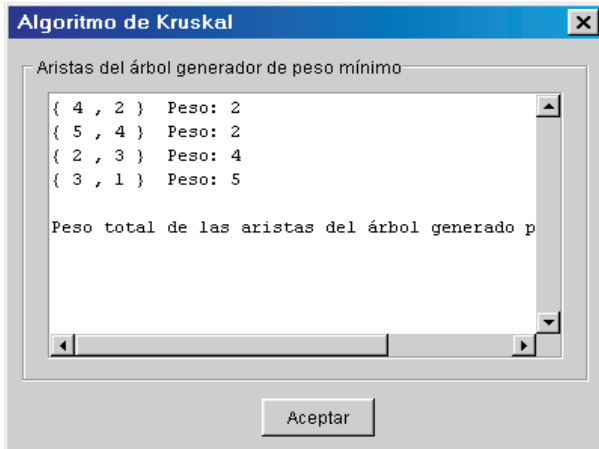 Algoritmo de Kruskal
Aristas del árbol generador de peso mínimo
{ 4 , 2 } Peso: 2
{ 5 , 4 } Peso: 2
{ 2 , 3 } Peso: 4
{ 3 , 1 } Peso: 5
Peso total de las aristas del árbol generado p
Aceptar